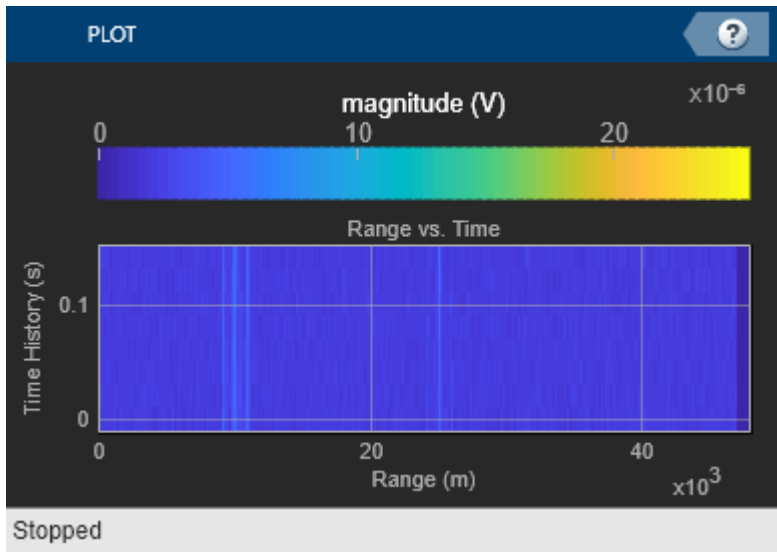 PLOT
?
magnitude (V)
x10⁻⁶
0 10 20
Range vs. Time
Time History (s)
0.1
0
0 20 40
Range (m)
x10³
Stopped